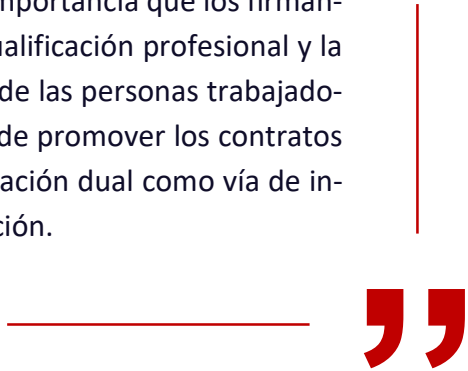 mportancia que los firman-
ualificación profesional y la
de las personas trabajado-
de promover los contratos
ación dual como vía de in-
ción.
”